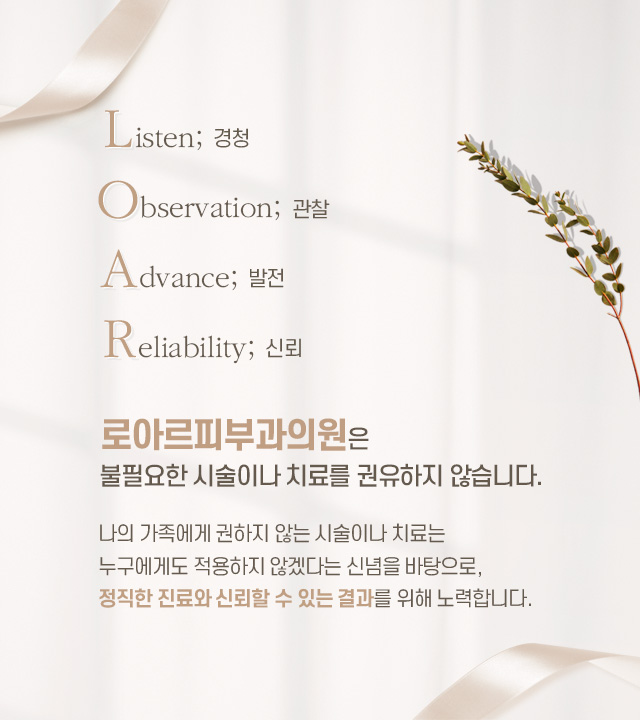 Listen; 경청
Observation; 관찰
Advance; 발전
Reliability; 신뢰
로아르피부과의원은
불필요한 시술이나 치료를 권유하지 않습니다.
나의 가족에게 권하지 않는 시술이나 치료는
누구에게도 적용하지 않겠다는 신념을 바탕으로,
정직한 진료와 신뢰할 수 있는 결과를 위해 노력합니다.